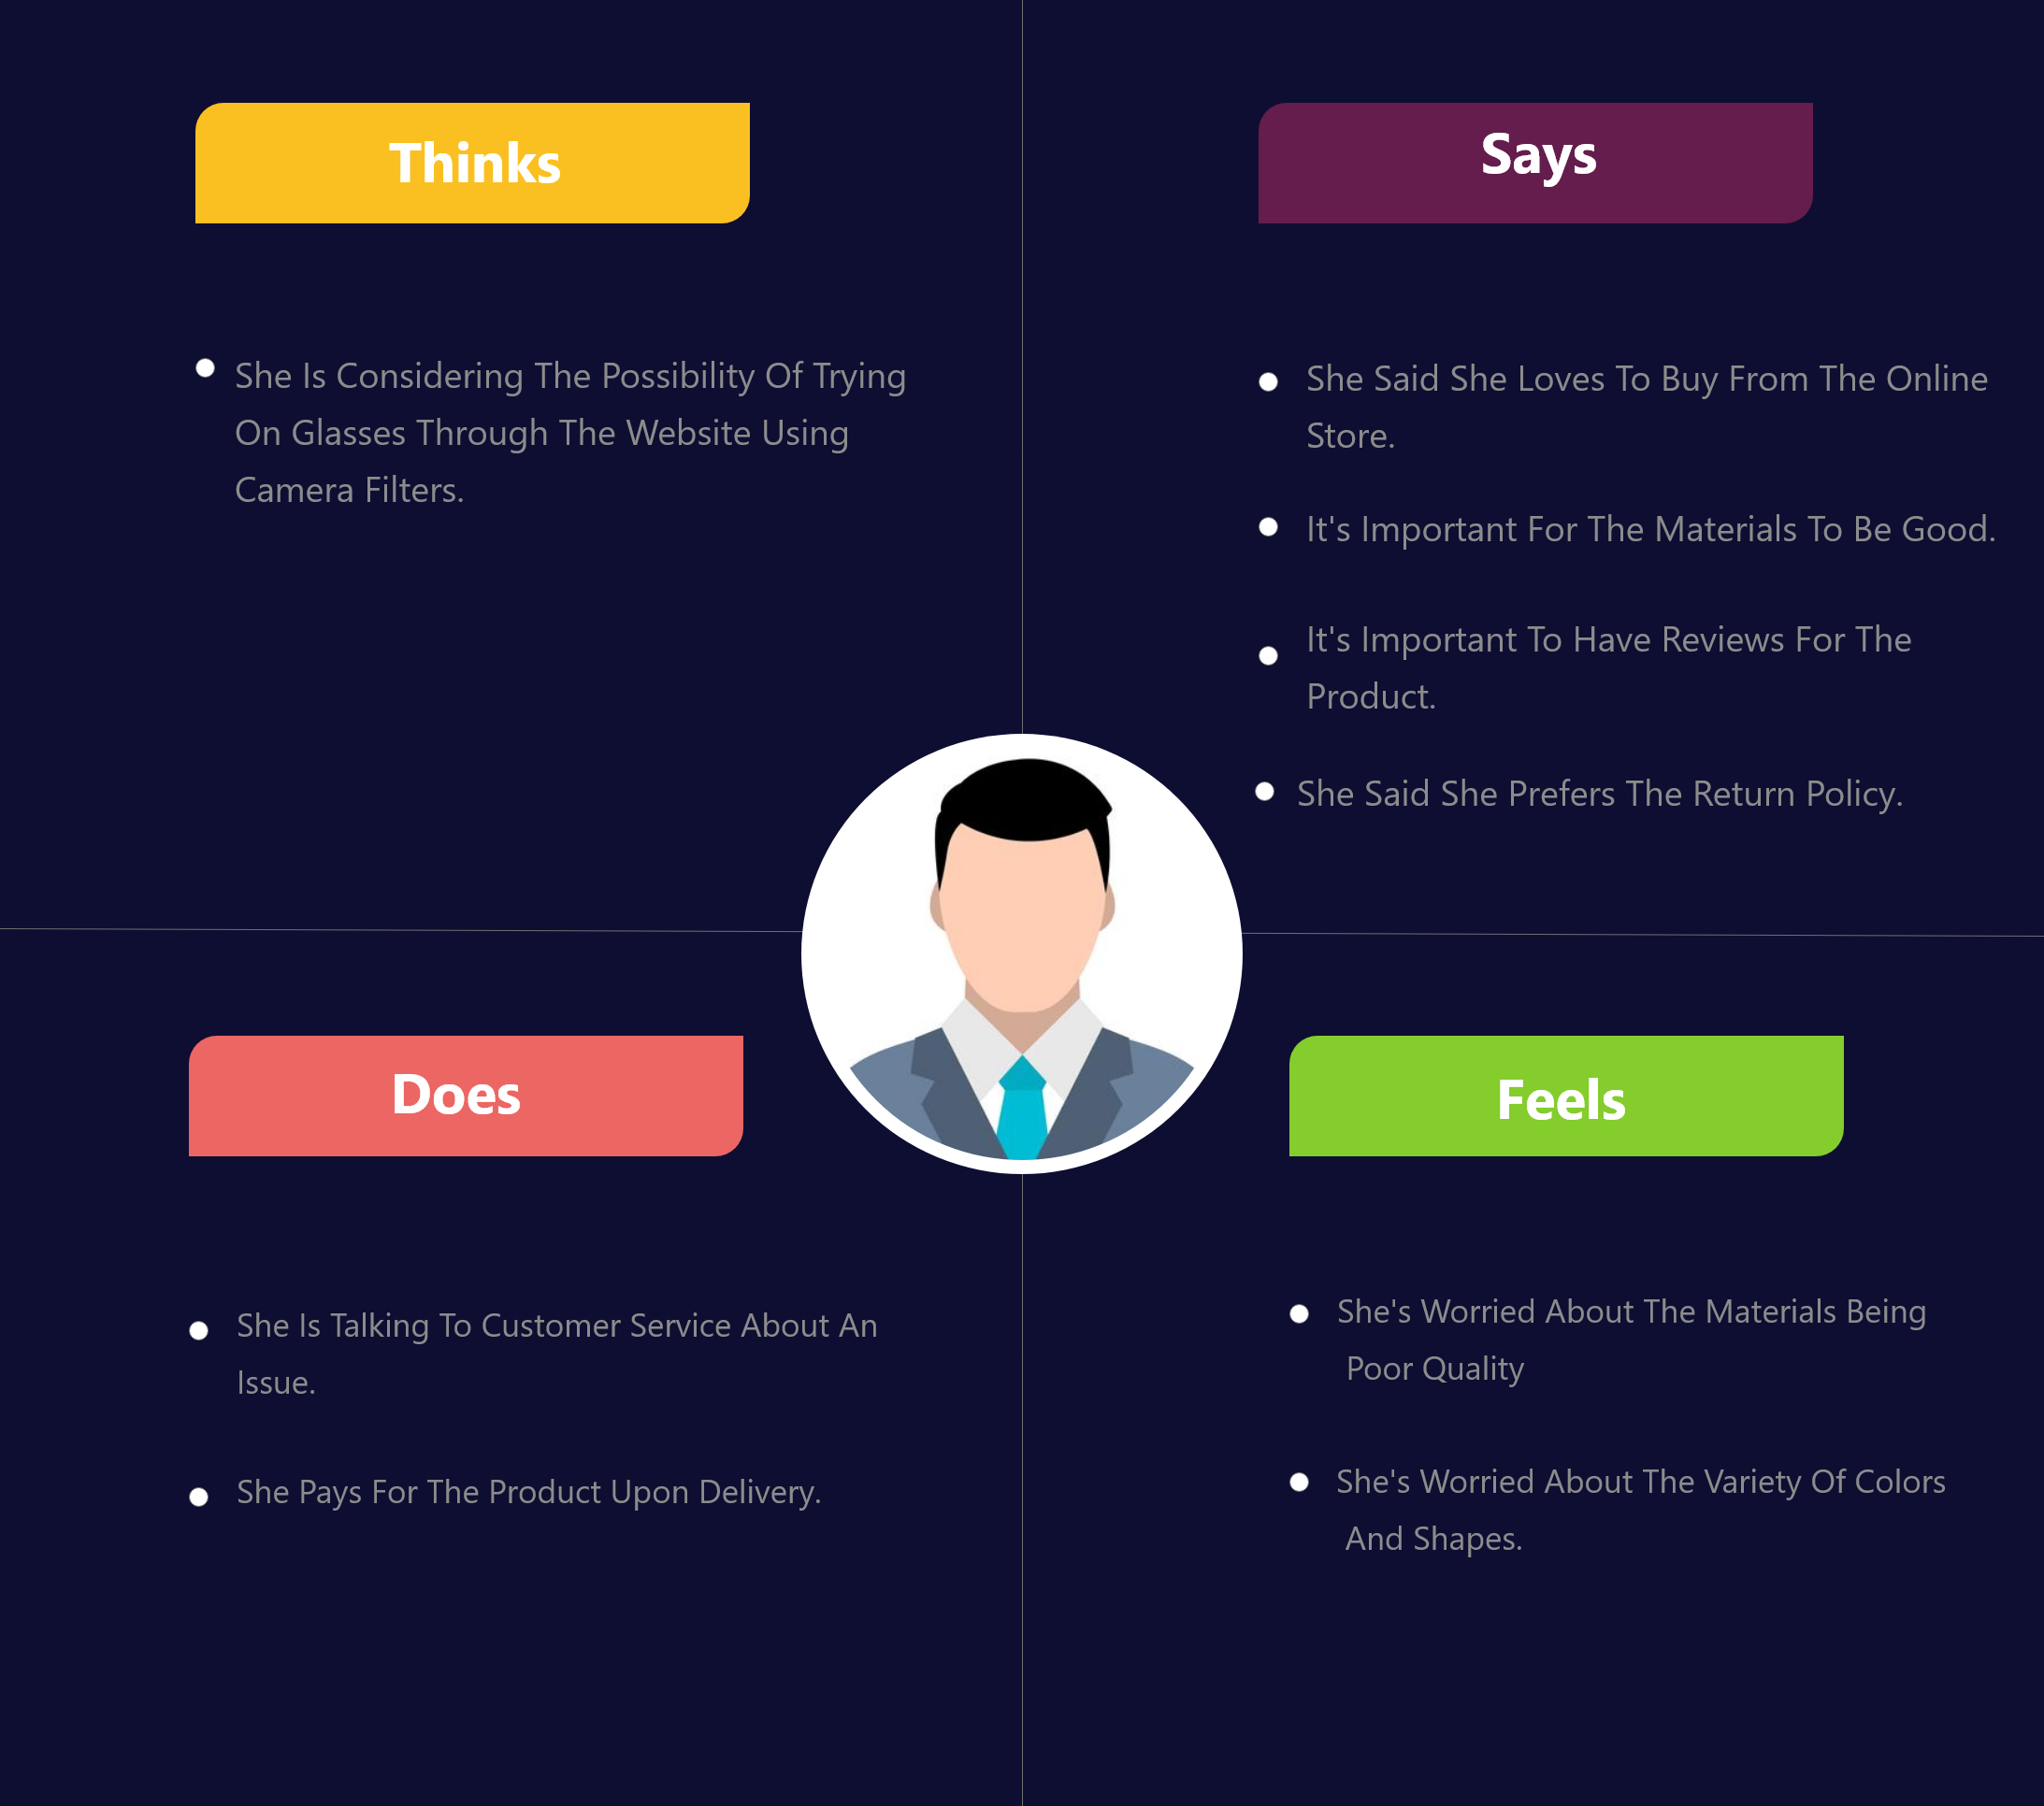 Thinks
She Is Considering The Possibility Of Trying
On Glasses Through The Website Using
Camera Filters.
Says
She Said She Loves To Buy From The Online
Store.
It's Important For The Materials To Be Good.
It's Important To Have Reviews For The
Product.
She Said She Prefers The Return Policy.
Does
She Is Talking To Customer Service About An
Issue.
She Pays For The Product Upon Delivery.
Feels
She's Worried About The Materials Being
Poor Quality
She's Worried About The Variety Of Colors
And Shapes.